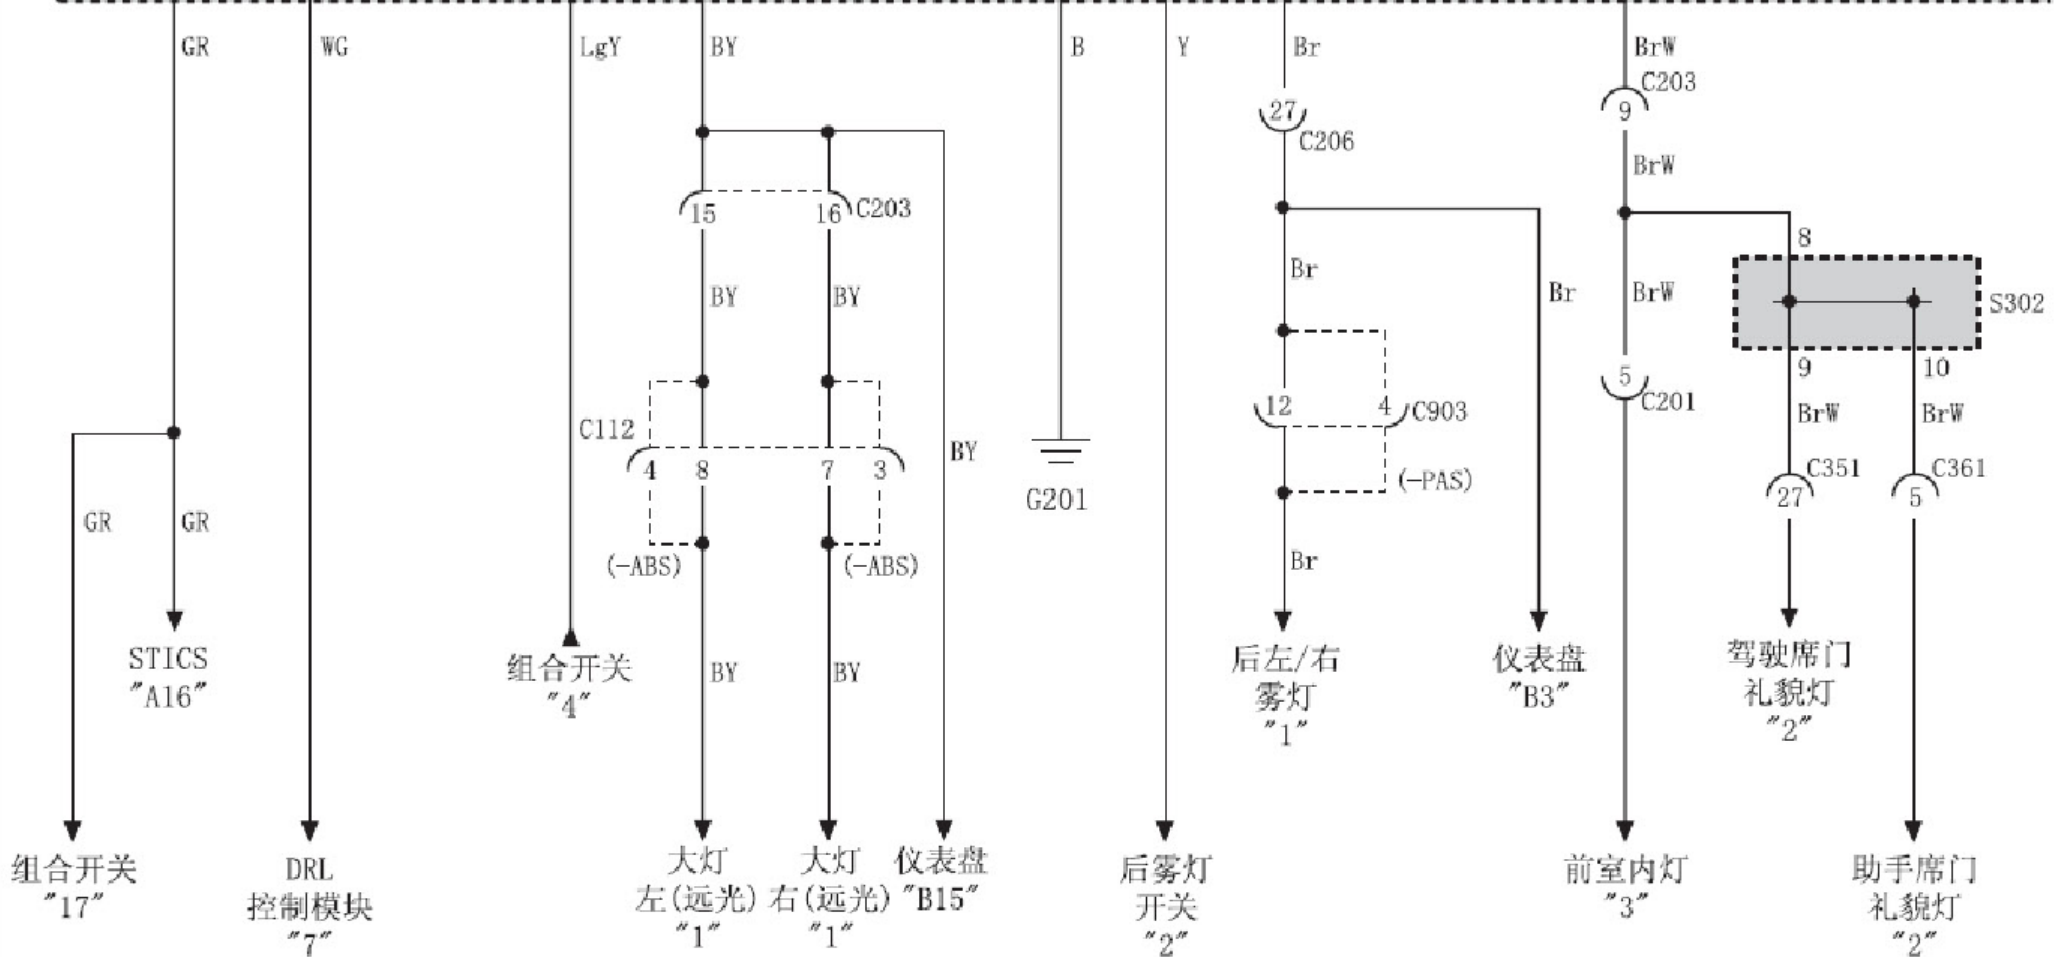 GR
WG
LgY
BY
B
Y
Br
BrW
C203
9
27
C206
BrW
15
16
C203
8
BY
BY
Br
Br
BrW
S302
9
10
5
C201
12
4
C903
BrW
BrW
C112
4
8
7
3
BY
(-PAS)
C351
27
C361
5
G201
GR
GR
(-ABS)
(-ABS)
Br
STICS
"A16"
组合开关
"4"
BY
BY
后左/右
雾灯
"1"
仪表盘
"B3"
驾驶席门
礼貌灯
"2"
组合开关
"17"
DRL
控制模块
"7"
大灯
左(远光)
"1"
大灯
右(远光)
"1"
仪表盘
"B15"
后雾灯
开关
"2"
前室内灯
"3"
助手席门
礼貌灯
"2"